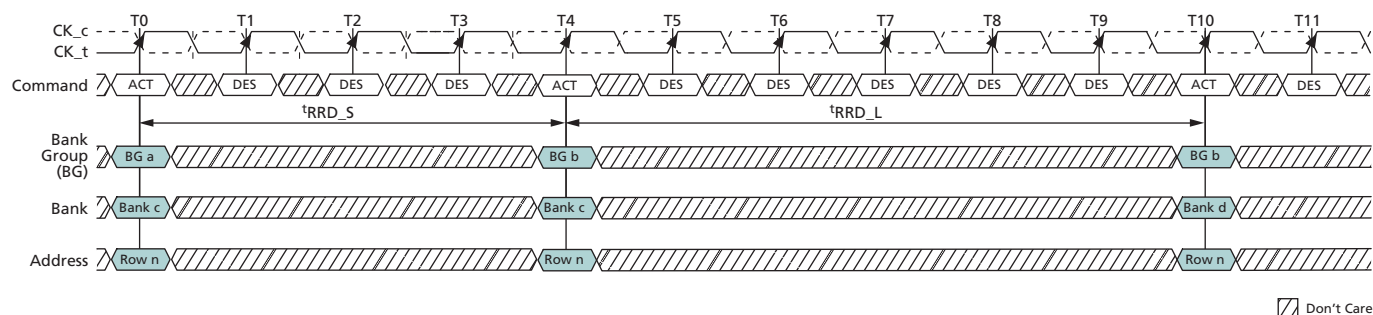 T0 T1 T2 T3 T4 T5 T6 T7 T8 T9 T10 T11
CK_c
CK_t
Command ACT DES DES DES ACT DES DES DES DES DES ACT DES
tRRD_S tRRD_L
Bank
Group
(BG)
BG a BG b BG b
Bank Bank c Bank c Bank d
Address Row n Row n Row n
Don't Care